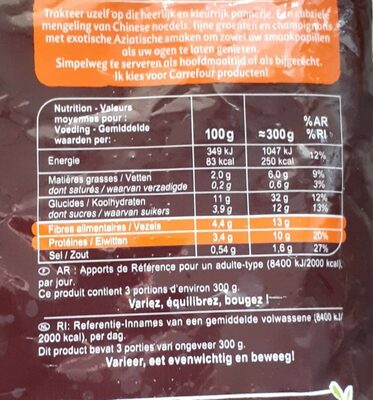 Trakteer uzelf op dit heerlijk en kleurrijk pannetje. Een subtiele
mengeling van Chinese noedels, fijne groenten en champignons,
met exotische Aziatische smaken om zowel uw smaakpapillen
als uw ogen te laten genieten.
Simpelweg te serveren als hoofdmaaltijd of als bijgerecht.
Ik kies voor Carrefour producten!
Nutrition - Valeurs
moyennes pour :
Voeding - Gemiddelde
waarden per:
100 g ≈300 g %AR %RI
Energie 349 kJ 83 kcal 1047 kJ 250 kcal 12%
Matières grasses / Vetten 2,0 g 6,0 g 9%
dont saturés / waarvan verzadigde 0,2 g 0,6 g 3%
Glucides / Koolhydraten 11 g 32 g 12%
dont sucres / waarvan suikers 3,9 g 12 g 13%
Fibres alimentaires / Vezels 4,4 g 13 g
Protéines / Eiwitten 3,4 g 10 g 20%
Sel / Zout 0,54 g 1,6 g 27%
AR : Apports de Référence pour un adulte-type (8400 kJ/2000 kcal),
par jour.
Ce produit contient 3 portions d'environ 300 g.
Variez, équilibrez, bougez !
RI: Referentie-Innames van een gemiddelde volwassene (8400 kJ/
2000 kcal), per dag.
Dit product bevat 3 porties van ongeveer 300 g.
Varieer, eet evenwichtig en beweeg!